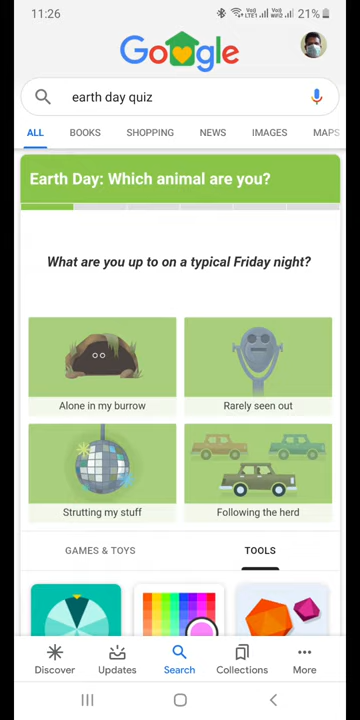 11:26
21%
Google
earth day quiz
ALL BOOKS SHOPPING NEWS IMAGES MAPS
Earth Day: Which animal are you?
What are you up to on a typical Friday night?
Alone in my burrow
Rarely seen out
Strutting my stuff
Following the herd
GAMES & TOYS TOOLS
Discover Updates Search Collections More